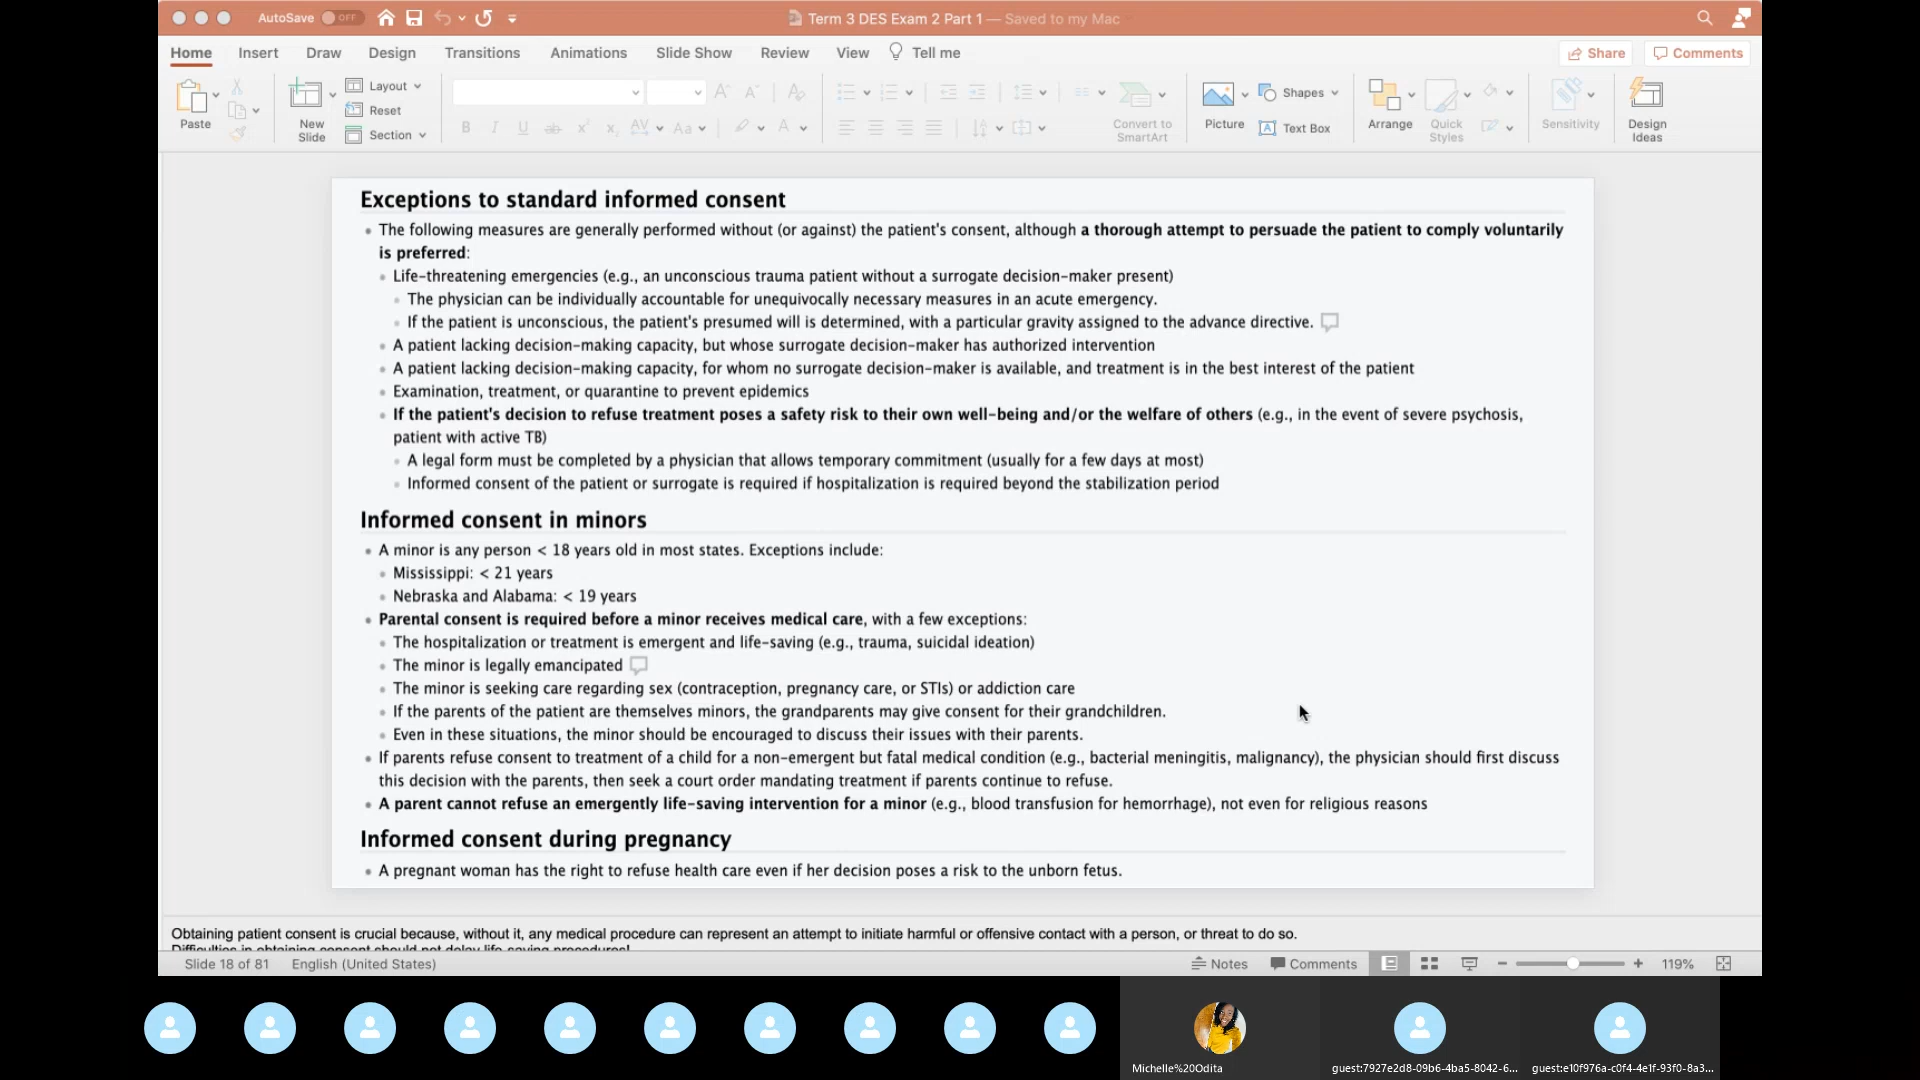 AutoSave OFF
Term 3 DES Exam 2 Part 1 — Saved to my Mac
Home Insert Draw Design Transitions Animations Slide Show Review View Tell me Share Comments
Paste
New Slide
Layout
Reset
Section
Convert to SmartArt
Picture
Shapes
Text Box
Arrange
Quick Styles
Sensitivity
Design Ideas
Exceptions to standard informed consent
The following measures are generally performed without (or against) the patient's consent, although a thorough attempt to persuade the patient to comply voluntarily
is preferred:
Life-threatening emergencies (e.g., an unconscious trauma patient without a surrogate decision-maker present)
The physician can be individually accountable for unequivocally necessary measures in an acute emergency.
If the patient is unconscious, the patient's presumed will is determined, with a particular gravity assigned to the advance directive.
A patient lacking decision-making capacity, but whose surrogate decision-maker has authorized intervention
A patient lacking decision-making capacity, for whom no surrogate decision-maker is available, and treatment is in the best interest of the patient
Examination, treatment, or quarantine to prevent epidemics
If the patient's decision to refuse treatment poses a safety risk to their own well-being and/or the welfare of others (e.g., in the event of severe psychosis,
patient with active TB)
A legal form must be completed by a physician that allows temporary commitment (usually for a few days at most)
Informed consent of the patient or surrogate is required if hospitalization is required beyond the stabilization period
Informed consent in minors
A minor is any person < 18 years old in most states. Exceptions include:
Mississippi: < 21 years
Nebraska and Alabama: < 19 years
Parental consent is required before a minor receives medical care, with a few exceptions:
The hospitalization or treatment is emergent and life-saving (e.g., trauma, suicidal ideation)
The minor is legally emancipated
The minor is seeking care regarding sex (contraception, pregnancy care, or STIs) or addiction care
If the parents of the patient are themselves minors, the grandparents may give consent for their grandchildren.
Even in these situations, the minor should be encouraged to discuss their issues with their parents.
If parents refuse consent to treatment of a child for a non-emergent but fatal medical condition (e.g., bacterial meningitis, malignancy), the physician should first discuss
this decision with the parents, then seek a court order mandating treatment if parents continue to refuse.
A parent cannot refuse an emergently life-saving intervention for a minor (e.g., blood transfusion for hemorrhage), not even for religious reasons
Informed consent during pregnancy
A pregnant woman has the right to refuse health care even if her decision poses a risk to the unborn fetus.
Obtaining patient consent is crucial because, without it, any medical procedure can represent an attempt to initiate harmful or offensive contact with a person, or threat to do so.
Difficulties in obtaining consent should not delay life-saving procedures!
Slide 18 of 81 English (United States) Notes Comments 119%
Michelle%20Odita
guest:7927e2d8-09b6-4ba5-8042-6...
guest:e10f976a-c0f4-4e1f-93f0-8a3...